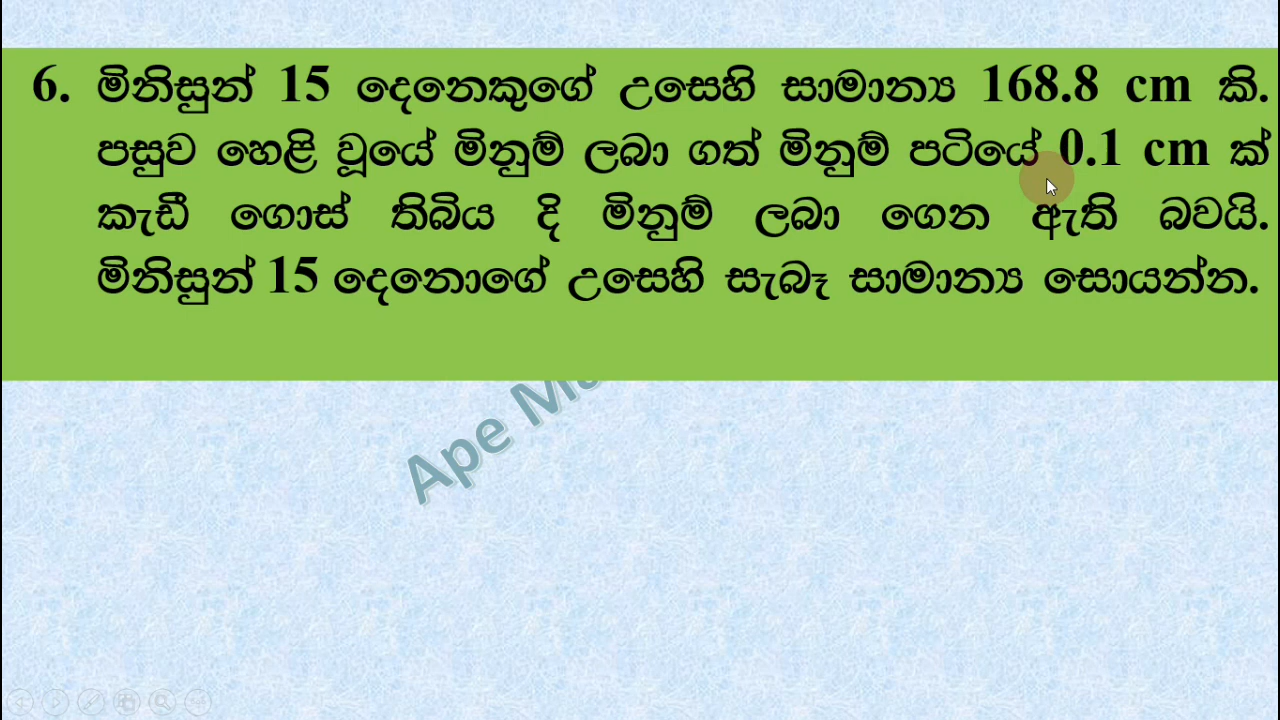 6. මිනිසුන් 15 දෙනෙකුගේ උසෙහි සාමාන්‍ය 168.8 cm කි.
පසුව හෙළි වූයේ මිනුම් ලබා ගත් මිනුම් පටියේ 0.1 cm ක්
කැඩී ගොස් තිබිය දි මිනුම් ලබා ගෙන ඇති බවයි.
මිනිසුන් 15 දෙනොගේ උසෙහි සැබෑ සාමාන්‍ය සොයන්න.
Ape